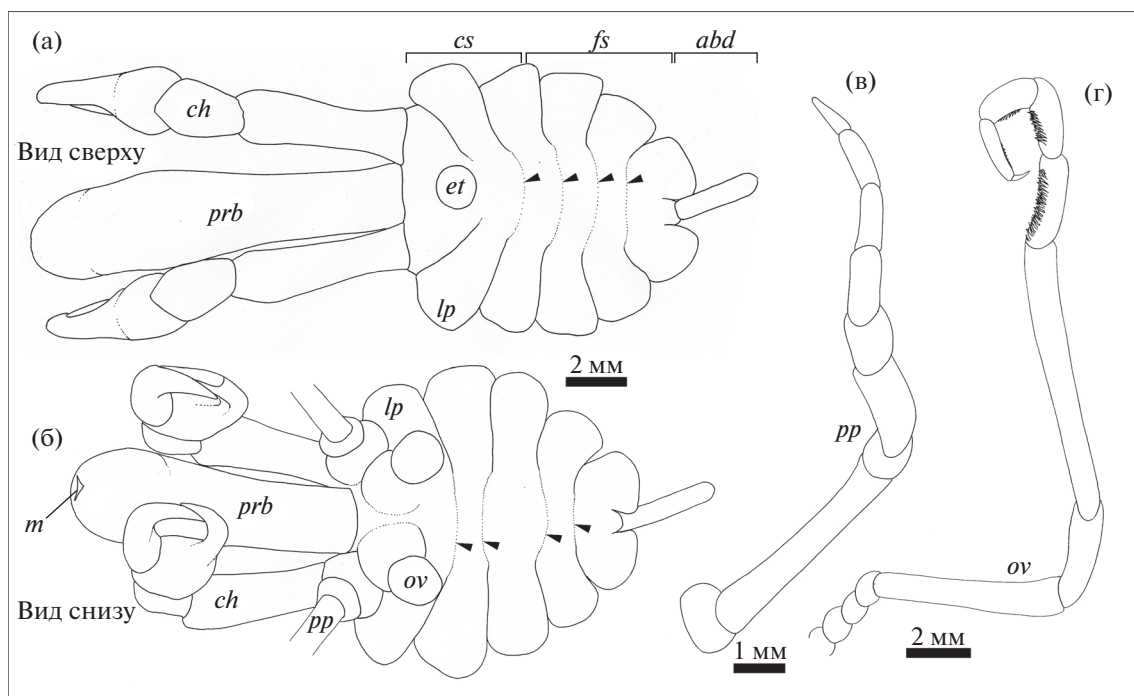 (а)
cs fs abd
ch
(в)
(г)
Вид сверху
et
prb
lp
2 мм
(б)
lp
pp
m
prb
ov
ov
Вид снизу
ch
pp
1 мм
2 мм